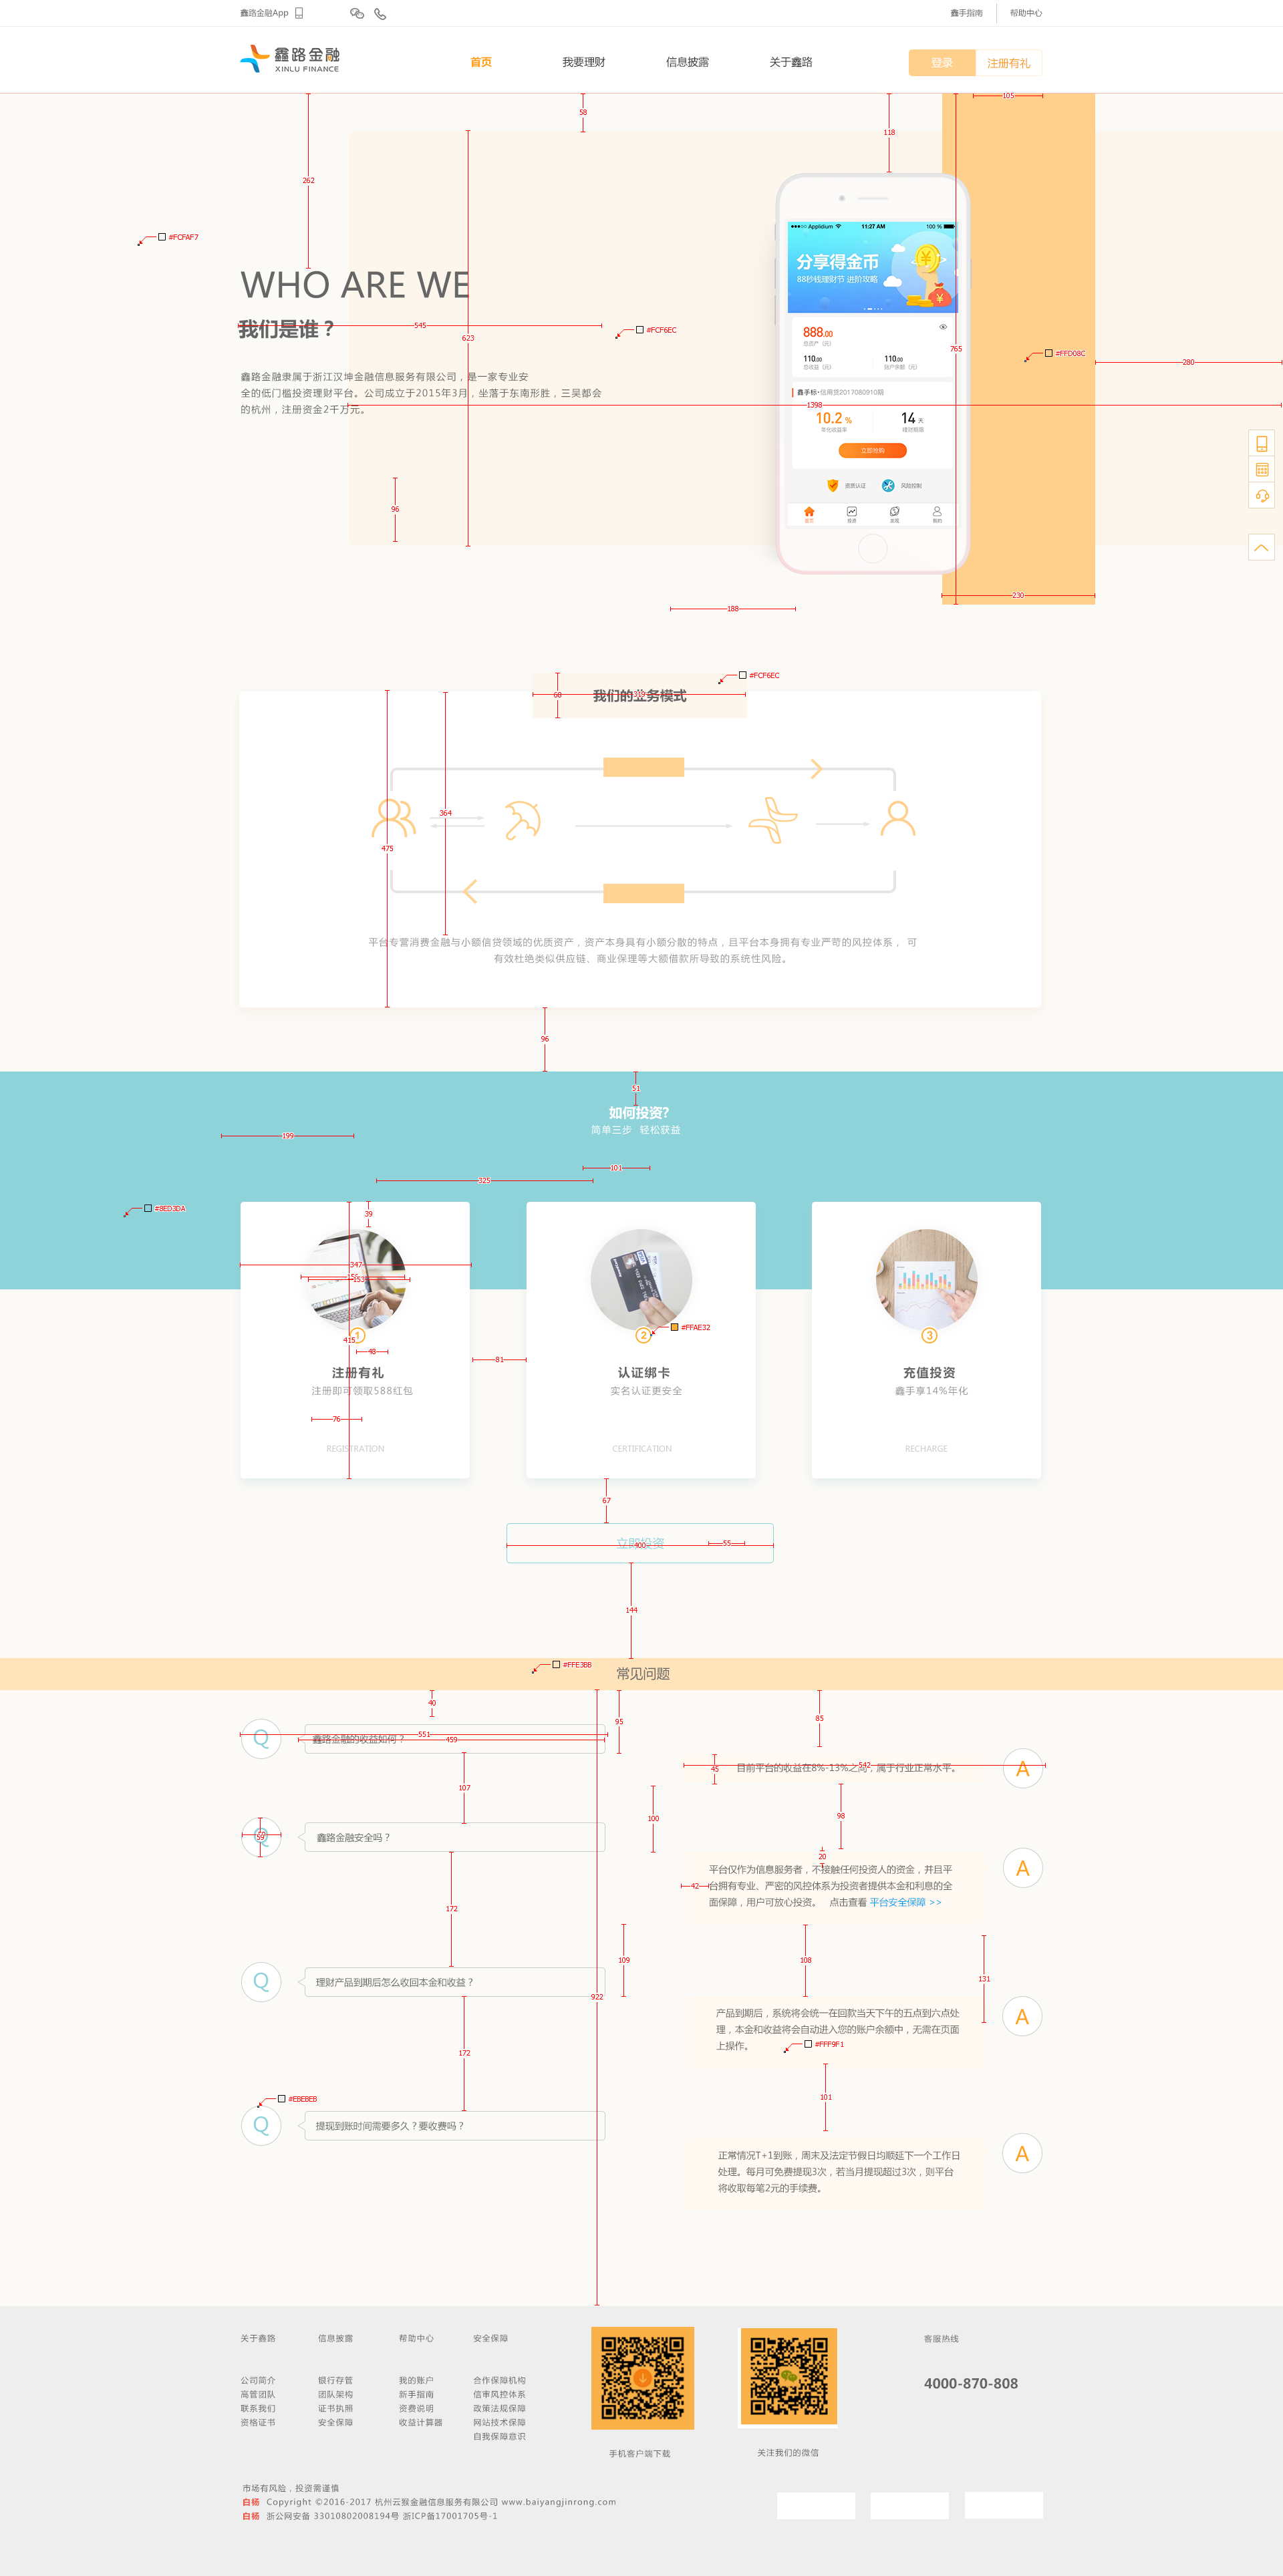 鑫路金融App
鑫手指南
帮助中心
鑫路金融
XINLU FINANCE
首页
我要理财
信息披露
关于鑫路
登录
注册有礼
105
58
118
262
#FCFAF7
WHO ARE WE
我们是谁？
545
623
#FCF6EC
765
#FFD08C
280
鑫路金融隶属于浙江汉坤金融信息服务有限公司，是一家专业安
全的低门槛投资理财平台。公司成立于2015年3月，坐落于东南形胜，三吴都会
的杭州，注册资金2千万元。
1398
96
188
230
Applidium
11:27 AM
100 %
分享得金币
88秒钱理财节 进阶攻略
888.00
总资产（元）
110.00
110.00
总收益（元）
账户余额（元）
鑫手标•信用贷2017080910期
10.2 %
14 天
年化收益率
理财期限
立即抢购
资质认证
风险控制
首页
投资
发现
我的
#FCF6EC
我们的业务模式
319
68
364
475
平台专营消费金融与小额信贷领域的优质资产，资产本身具有小额分散的特点，且平台本身拥有专业严苛的风控体系， 可
有效杜绝类似供应链、商业保理等大额借款所导致的系统性风险。
96
51
如何投资?
简单三步 轻松获益
199
101
325
#8ED3DA
39
347
156
153
415
48
1
2
3
#FFAE32
81
注册有礼
认证绑卡
充值投资
注册即可领取588红包
实名认证更安全
鑫手享14%年化
76
REGISTRATION
CERTIFICATION
RECHARGE
67
立即投资
400
55
144
#FFE3BB
常见问题
40
95
85
Q
551
鑫路金融的收益如何？
459
45
目前平台的收益在8%-13%之间，属于行业正常水平。
542
A
107
100
98
Q
59
鑫路金融安全吗？
20
平台仅作为信息服务者，不接触任何投资人的资金，并且平
台拥有专业、严密的风控体系为投资者提供本金和利息的全
面保障，用户可放心投资。 点击查看 平台安全保障 >>
42
A
172
109
108
131
Q
理财产品到期后怎么收回本金和收益？
922
产品到期后，系统将会统一在回款当天下午的五点到六点处
理，本金和收益将会自动进入您的账户余额中，无需在页面
上操作。
#FFF9F1
A
172
101
#EBEBEB
Q
提现到账时间需要多久？要收费吗？
正常情况T+1到账，周末及法定节假日均顺延下一个工作日
处理。每月可免费提现3次，若当月提现超过3次，则平台
将收取每笔2元的手续费。
A
关于鑫路
信息披露
帮助中心
安全保障
客服热线
公司简介
银行存管
我的账户
合作保障机构
高管团队
团队架构
新手指南
信审风控体系
联系我们
证书执照
资费说明
政策法规保障
资格证书
安全保障
收益计算器
网站技术保障
自我保障意识
4000-870-808
手机客户端下载
关注我们的微信
市场有风险，投资需谨慎
白杨 Copyright ©2016-2017 杭州云猴金融信息服务有限公司 www.baiyangjinrong.com
白杨 浙公网安备 33010802008194号 浙ICP备17001705号-1